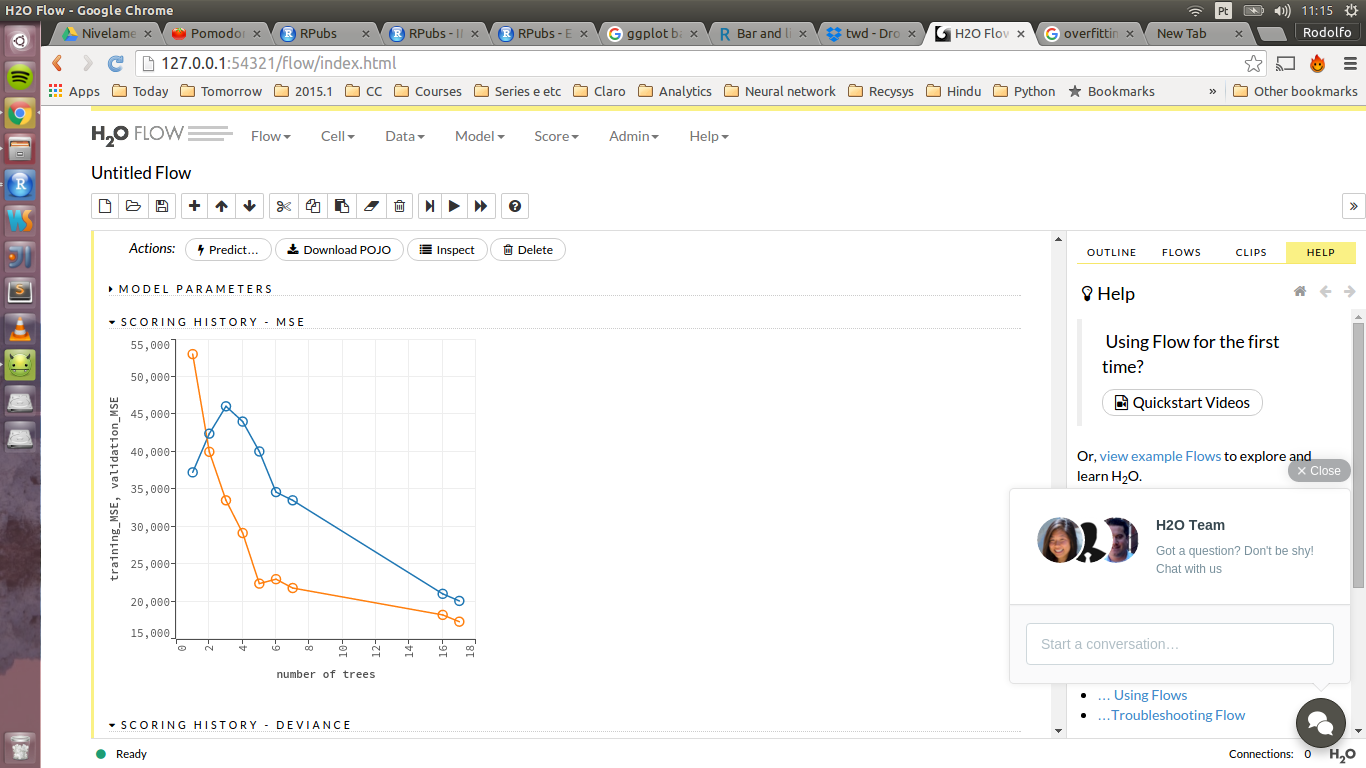 H2O Flow - Google Chrome
Pt
11:15
Nivelame
Pomodor
RPubs
RPubs - I/
RPubs - E
ggplot ba
Bar and li
twd - Dro
H2O Flow
overfittin
New Tab
Rodolfo
127.0.0.1:54321/flow/index.html
Apps
Today
Tomorrow
2015.1
CC
Courses
Series e etc
Claro
Analytics
Neural network
Recysys
Hindu
Python
Bookmarks
»
Other bookmarks
H2O FLOW
Flow
Cell
Data
Model
Score
Admin
Help
Untitled Flow
Actions:
Predict...
Download POJO
Inspect
Delete
MODEL PARAMETERS
SCORING HISTORY - MSE
training_MSE, validation_MSE
55,000
50,000
45,000
40,000
35,000
30,000
25,000
20,000
15,000
0 2 4 6 8 10 12 14 16 18
number of trees
SCORING HISTORY - DEVIANCE
OUTLINE
FLOWS
CLIPS
HELP
Help
Using Flow for the first
time?
Quickstart Videos
Or, view example Flows to explore and
learn H2O.
× Close
H2O Team
Got a question? Don't be shy!
Chat with us
Start a conversation…
... Using Flows
...Troubleshooting Flow
Ready
Connections: 0
H2O